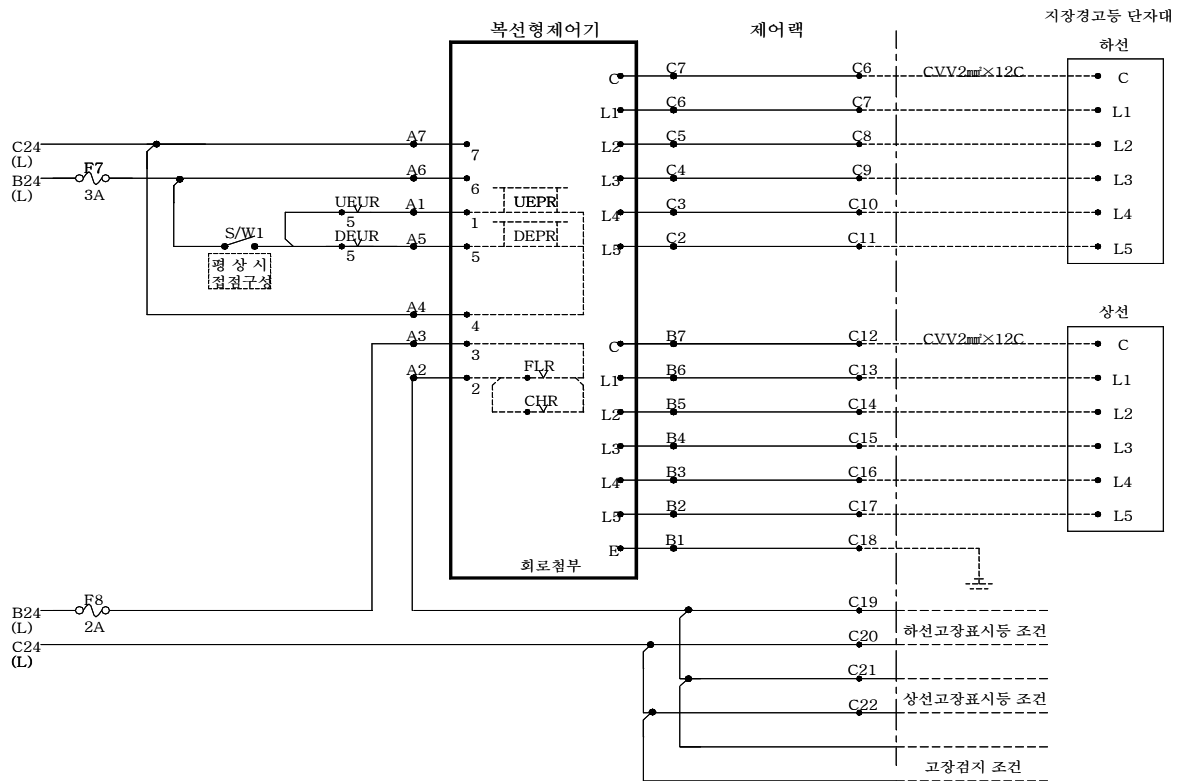 지장경고등 단자대
복선형제어기 제어랙 하선
C C7 C6 CVV2㎟×12C C
L1 C6 C7 L1
C24 (L) A7 7 L2 C5 C8 L2
B24 (L) F7 3A A6 6 L3 C4 C9 L3
UEUR 5 A1 1 UEPR L4 C3 C10 L4
S/W1 DEUR 5 A5 5 DEPR L5 C2 C11 L5
평 상 시
접점구성
A4 4 상선
A3 3 C B7 C12 CVV2㎟×12C C
A2 2 FLR L1 B6 C13 L1
CHR L2 B5 C14 L2
L3 B4 C15 L3
L4 B3 C16 L4
L5 B2 C17 L5
E B1 C18
회로첨부
B24 (L) F8 2A C19
하선고장표시등 조건
C24 (L) C20
C21
상선고장표시등 조건
C22
고장검지 조건